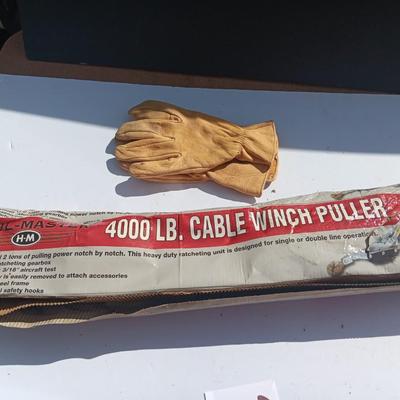 4000 LB. CABLE WINCH PULLER
H-M
2 tons of pulling power notch by notch. This heavy duty ratcheting unit is designed for single or double line operation.
ratcheting gearbox
3/16" aircraft test
is easily removed to attach accessories
steel frame
safety hooks